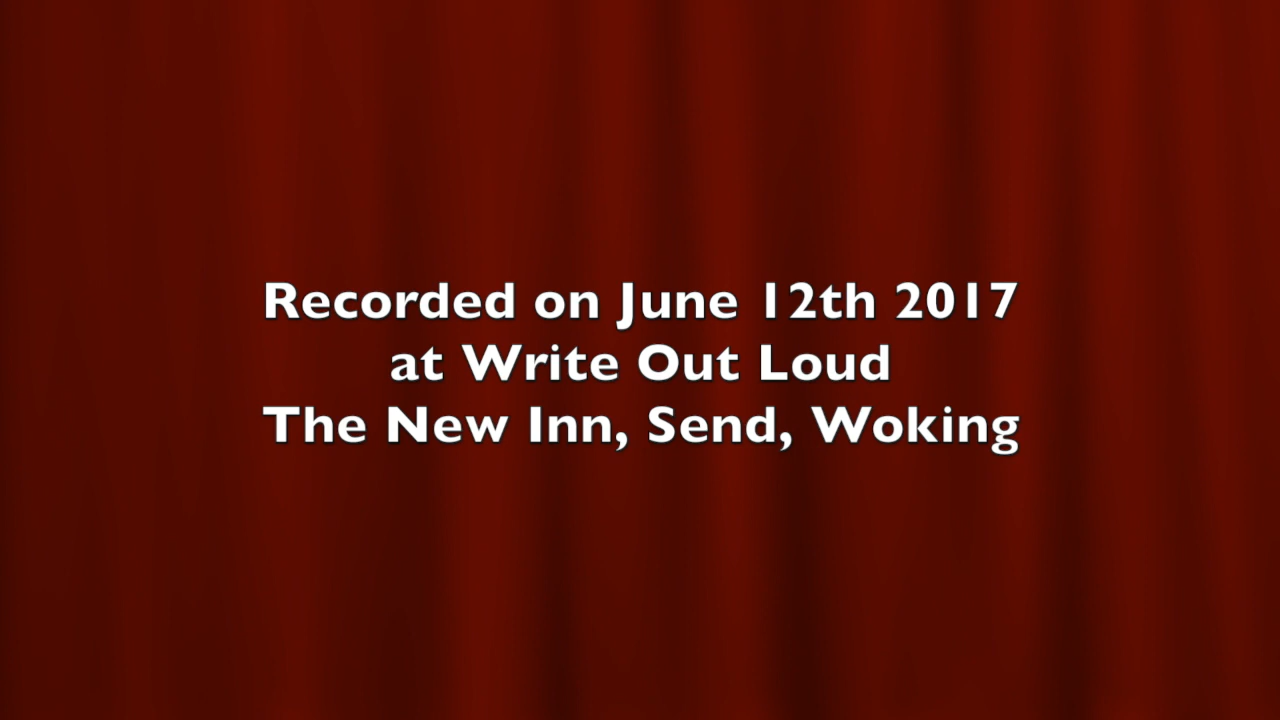 Recorded on June 12th 2017
at Write Out Loud
The New Inn, Send, Woking